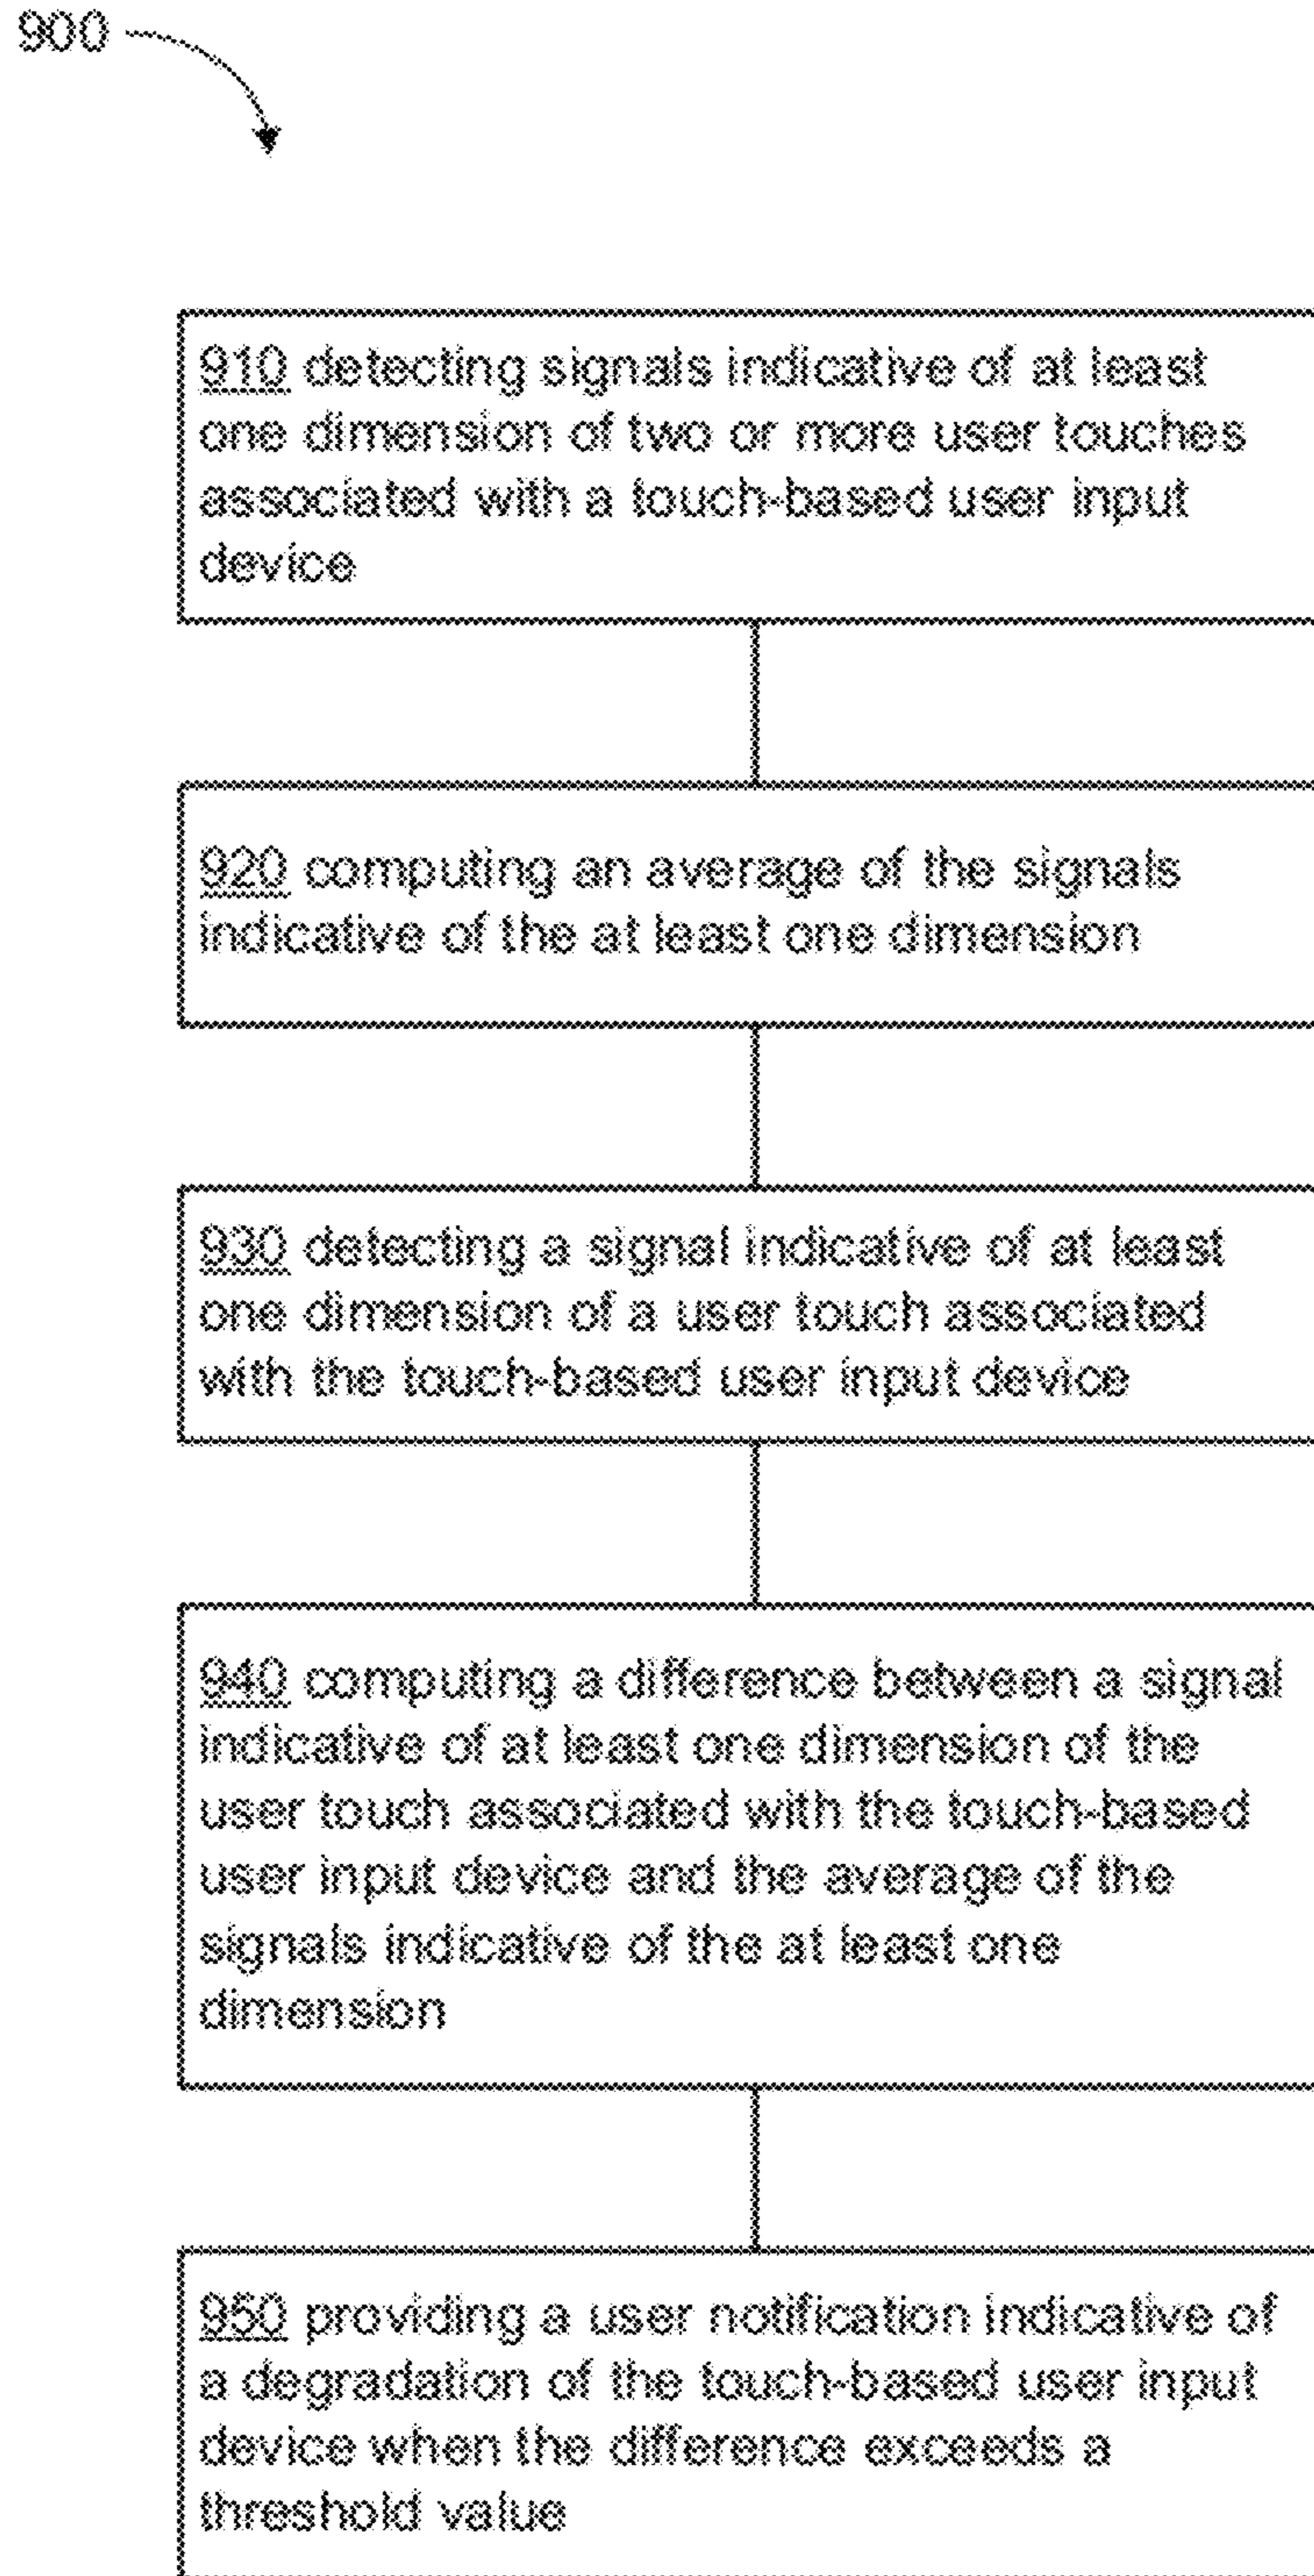 900
910 detecting signals indicative of at least
one dimension of two or more user touches
associated with a touch-based user input
device
920 computing an average of the signals
indicative of the at least one dimension
930 detecting a signal indicative of at least
one dimension of a user touch associated
with the touch-based user input device
940 computing a difference between a signal
indicative of at least one dimension of the
user touch associated with the touch-based
user input device and the average of the
signals indicative of the at least one
dimension
950 providing a user notification indicative of
a degradation of the touch-based user input
device when the difference exceeds a
threshold value